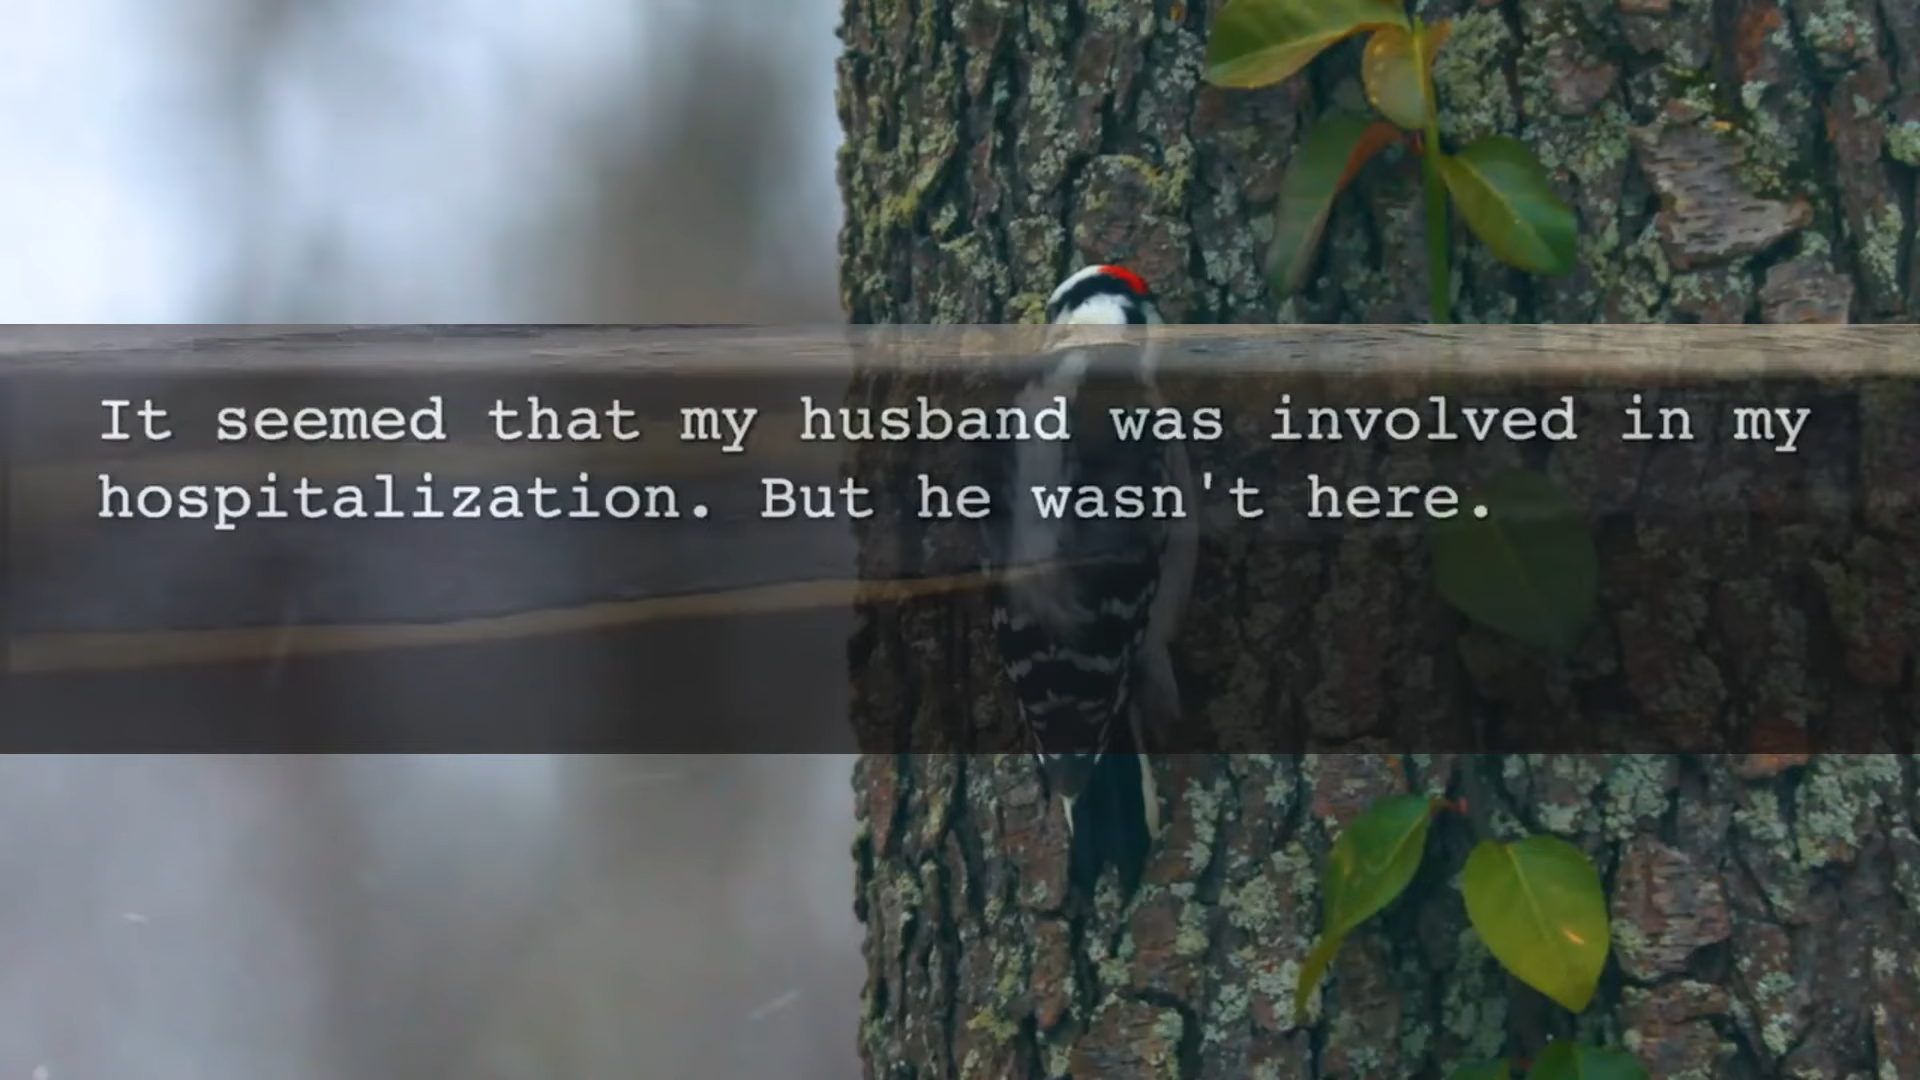 It seemed that my husband was involved in my
hospitalization. But he wasn't here.